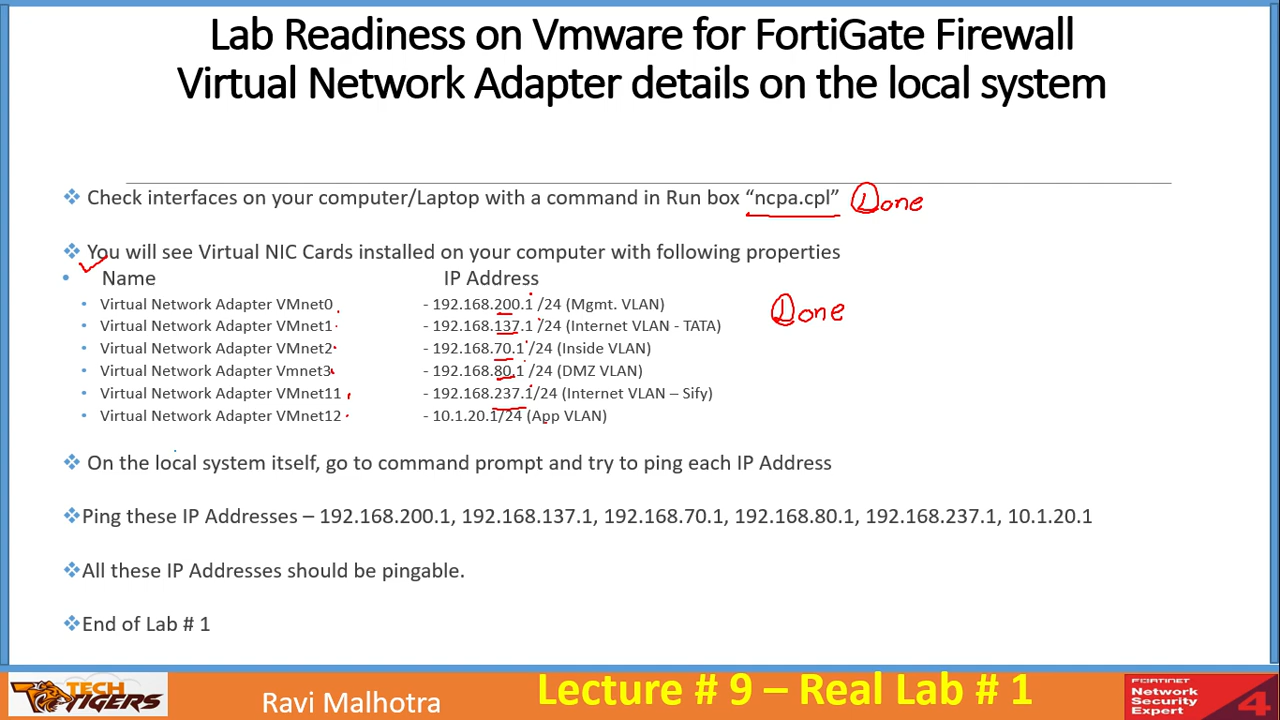 Lab Readiness on Vmware for FortiGate Firewall
Virtual Network Adapter details on the local system
Check interfaces on your computer/Laptop with a command in Run box “ncpa.cpl” Done
You will see Virtual NIC Cards installed on your computer with following properties
Name IP Address
Virtual Network Adapter VMnet0 - 192.168.200.1 /24 (Mgmt. VLAN) Done
Virtual Network Adapter VMnet1 - 192.168.137.1 /24 (Internet VLAN - TATA)
Virtual Network Adapter VMnet2 - 192.168.70.1 /24 (Inside VLAN)
Virtual Network Adapter Vmnet3 - 192.168.80.1 /24 (DMZ VLAN)
Virtual Network Adapter VMnet11 - 192.168.237.1/24 (Internet VLAN – Sify)
Virtual Network Adapter VMnet12 - 10.1.20.1/24 (App VLAN)
On the local system itself, go to command prompt and try to ping each IP Address
Ping these IP Addresses – 192.168.200.1, 192.168.137.1, 192.168.70.1, 192.168.80.1, 192.168.237.1, 10.1.20.1
All these IP Addresses should be pingable.
End of Lab # 1
TECH TIGERS
Ravi Malhotra
Lecture # 9 – Real Lab # 1
FORTINET
Network
Security
Expert 4